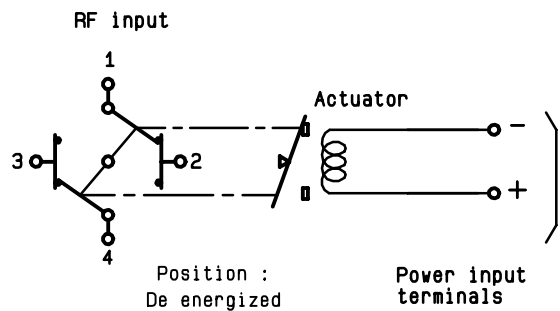 RF input
1
Actuator
-
3
2
+
4
Position :
De energized
Power input
terminals